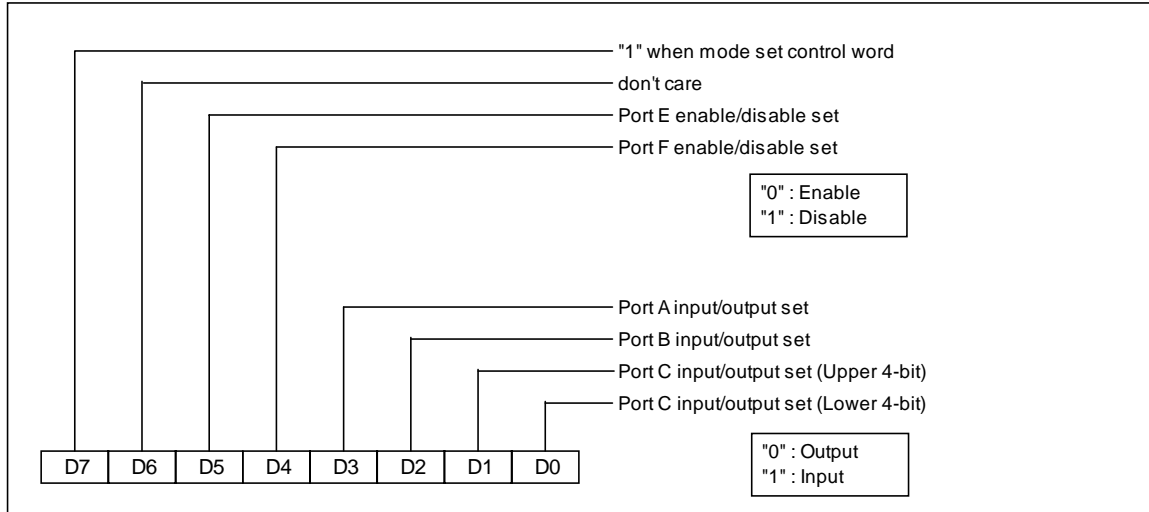 "1" when mode set control word
don't care
Port E enable/disable set
Port F enable/disable set
"0" : Enable
"1" : Disable
Port A input/output set
Port B input/output set
Port C input/output set (Upper 4-bit)
Port C input/output set (Lower 4-bit)
"0" : Output
"1" : Input
D7 D6 D5 D4 D3 D2 D1 D0